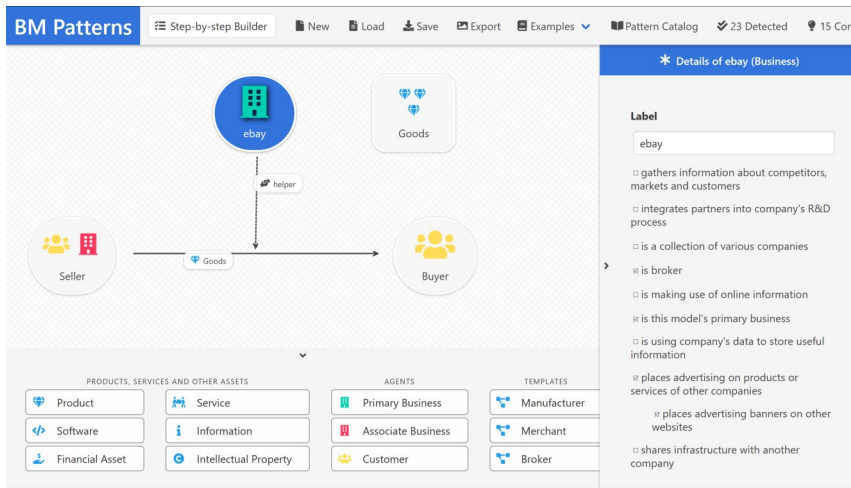 BM Patterns
Step-by-step Builder
New
Load
Save
Export
Examples
Pattern Catalog
23 Detected
15 Cor
Details of ebay (Business)
ebay
Goods
helper
Seller
Goods
Buyer
Label
ebay
gathers information about competitors,
markets and customers
integrates partners into company's R&D
process
is a collection of various companies
is broker
is making use of online information
is this model's primary business
is using company's data to store useful
information
places advertising on products or
services of other companies
places advertising banners on other
websites
shares infrastructure with another
company
PRODUCTS, SERVICES AND OTHER ASSETS
AGENTS
TEMPLATES
Product
Service
Primary Business
Manufacturer
Software
Information
Associate Business
Merchant
Financial Asset
Intellectual Property
Customer
Broker